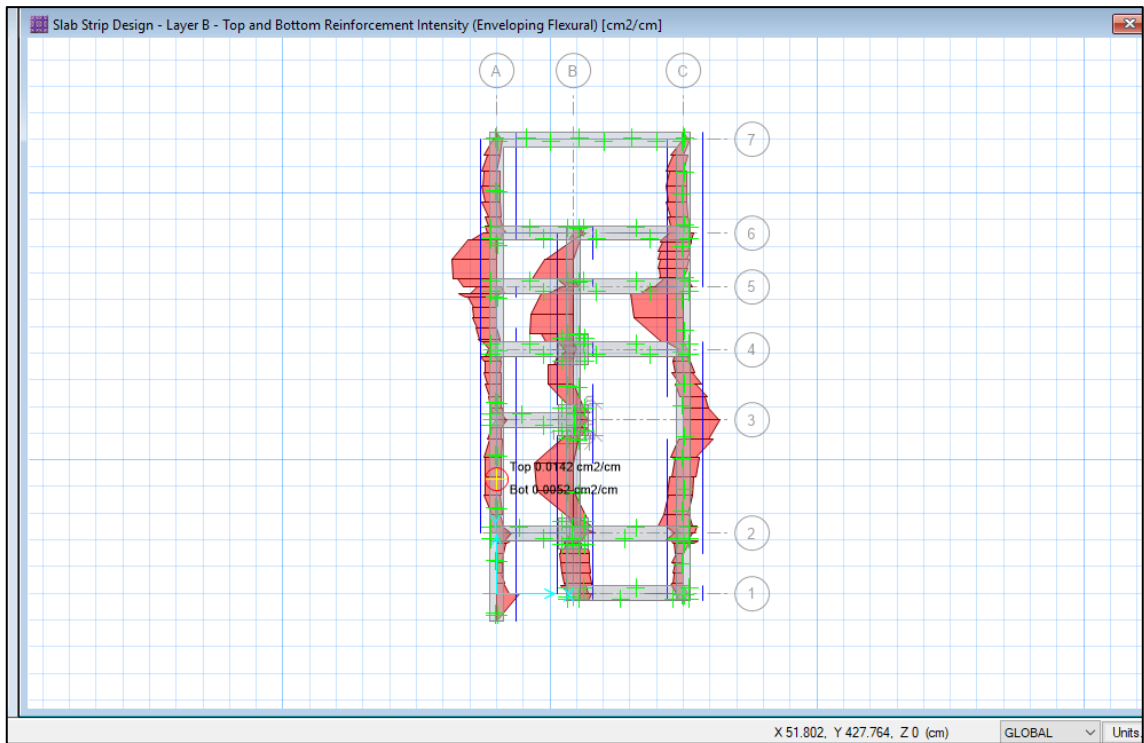 Slab Strip Design - Layer B - Top and Bottom Reinforcement Intensity (Enveloping Flexural) [cm2/cm]
A B C
7
6
5
4
3
Top 0.0142 cm2/cm
Bot 0.0052 cm2/cm
2
1
X 51.802, Y 427.764, Z 0 (cm) GLOBAL Units